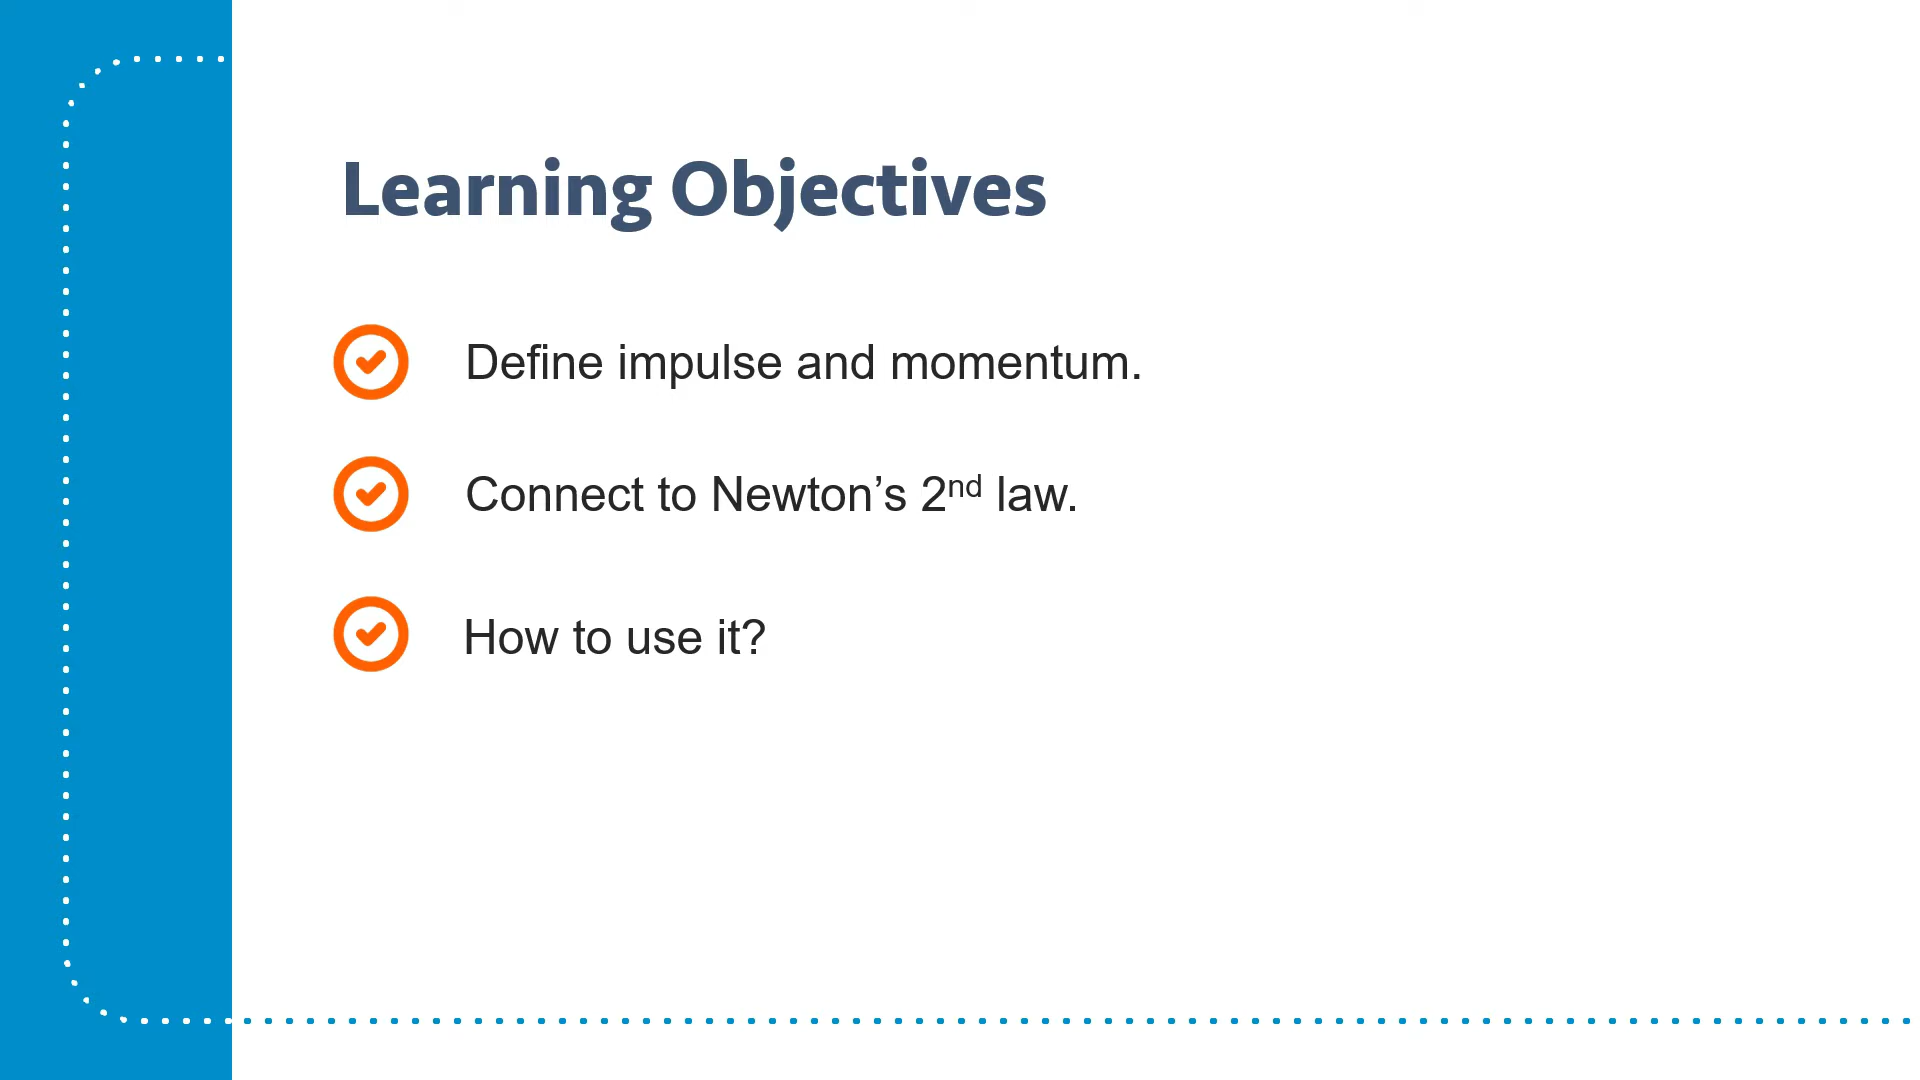 Learning Objectives
Define impulse and momentum.
Connect to Newton’s 2nd law.
How to use it?